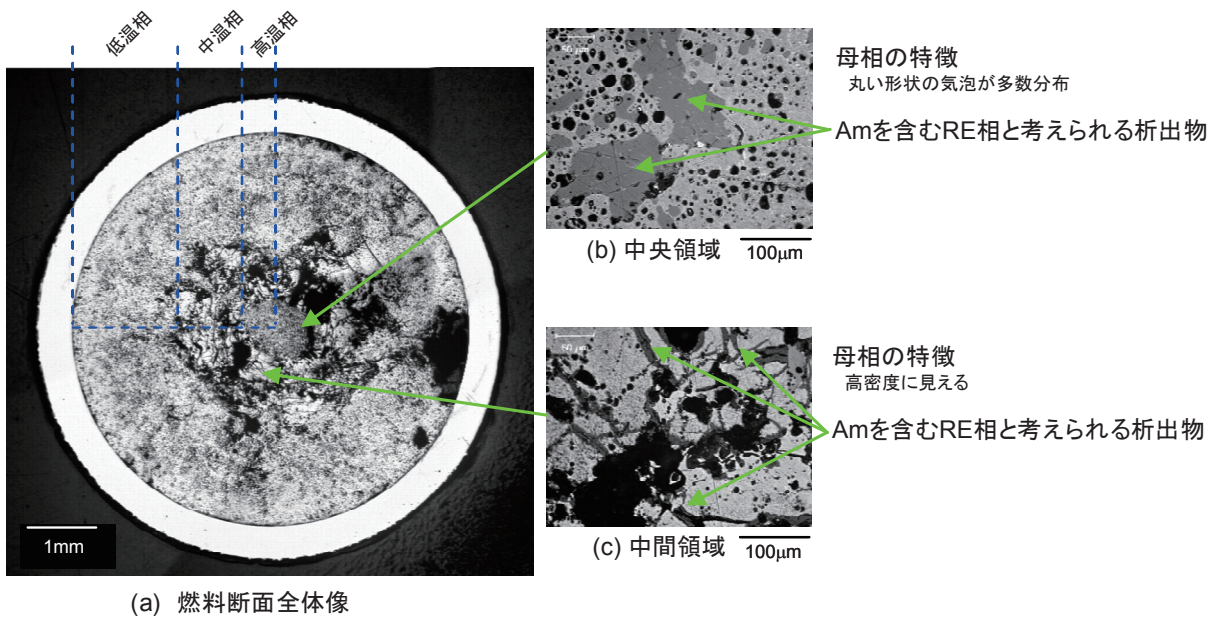 低温相
中温相
高温相
50 μm
母相の特徴
丸い形状の気泡が多数分布
Amを含むRE相と考えられる析出物
(b) 中央領域
100μm
50 μm
母相の特徴
高密度に見える
Amを含むRE相と考えられる析出物
(c) 中間領域
100μm
1mm
(a) 燃料断面全体像